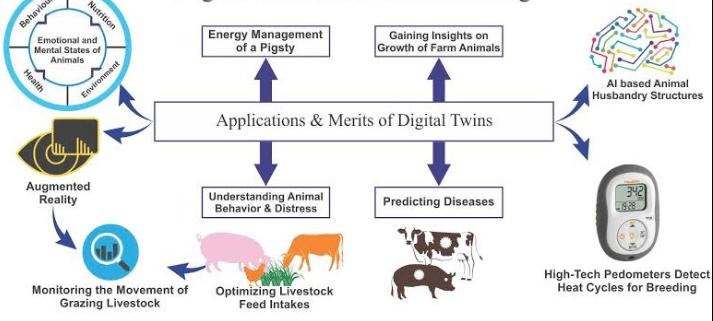 Behaviour
Nutrition
Emotional and
Mental States of
Animals
Health
Environment
Energy Management
of a Pigsty
Gaining Insights on
Growth of Farm Animals
AI based Animal
Husbandry Structures
Applications & Merits of Digital Twins
Augmented
Reality
Understanding Animal
Behavior & Distress
Predicting Diseases
342
High-Tech Pedometers Detect
Heat Cycles for Breeding
Monitoring the Movement of
Grazing Livestock
Optimizing Livestock
Feed Intakes